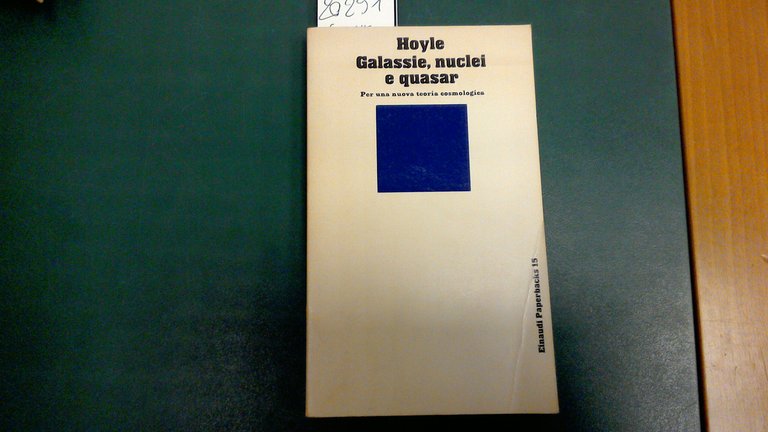 Hoyle
Galassie, nuclei
e quasar
Per una nuova teoria cosmologica
Einaudi Paperbacks 15